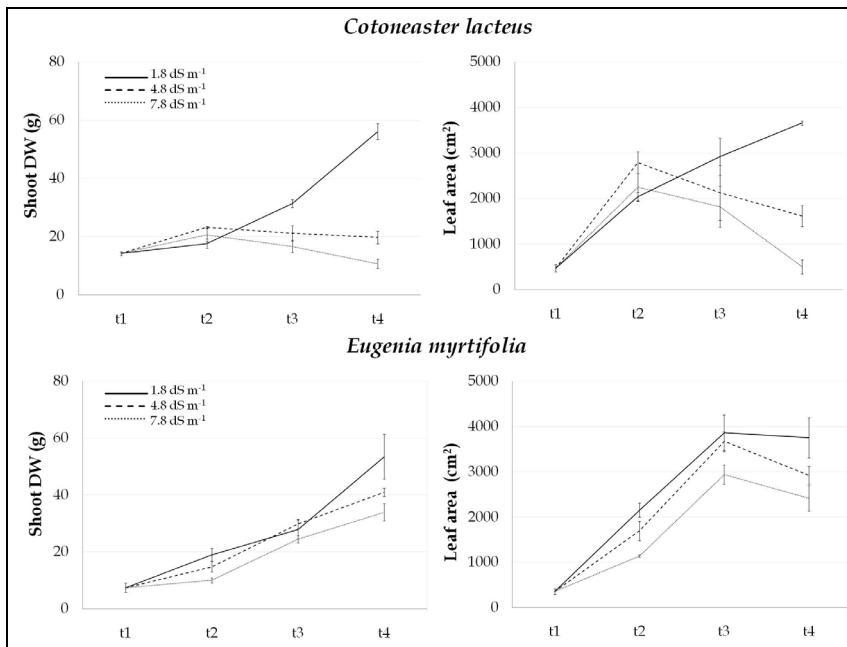 Cotoneaster lacteus
Shoot DW (g)
80
60
40
20
0
1.8 dS m⁻¹
4.8 dS m⁻¹
7.8 dS m⁻¹
t1 t2 t3 t4
Leaf area (cm²)
5000
4000
3000
2000
1000
0
t1 t2 t3 t4
Eugenia myrtifolia
Shoot DW (g)
80
60
40
20
0
1.8 dS m⁻¹
4.8 dS m⁻¹
7.8 dS m⁻¹
t1 t2 t3 t4
Leaf area (cm²)
5000
4000
3000
2000
1000
0
t1 t2 t3 t4